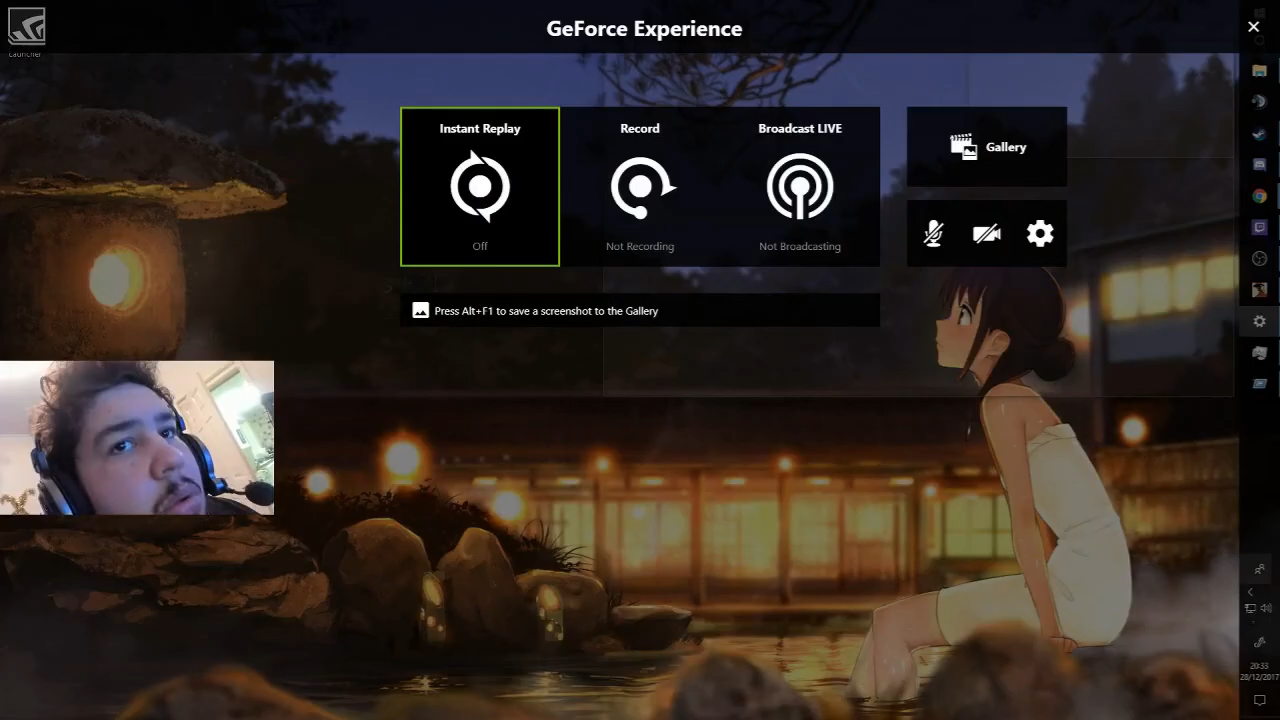 GeForce Experience
Launcher
Instant Replay
Record
Broadcast LIVE
Gallery
Off
Not Recording
Not Broadcasting
Press Alt+F1 to save a screenshot to the Gallery
20:33
28/12/2017